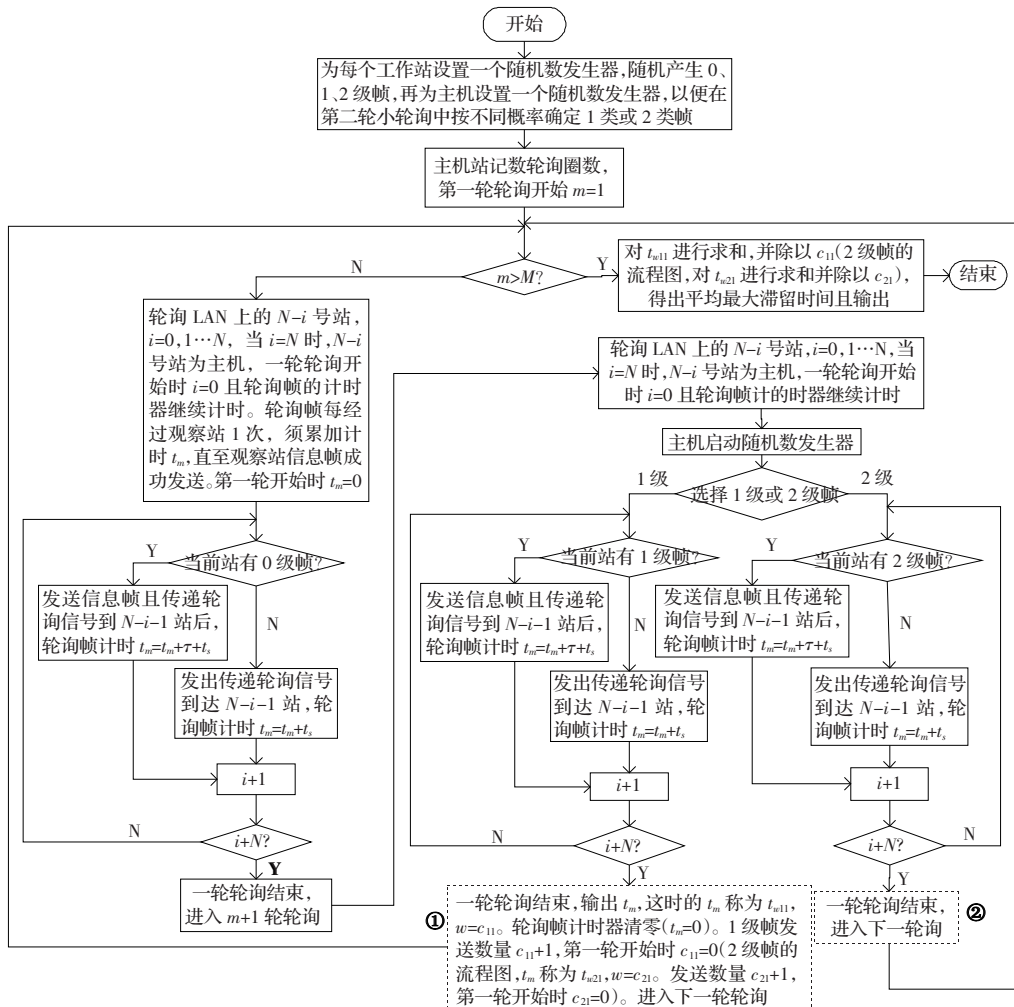 开始
为每个工作站设置一个随机数发生器,随机产生 0、
1、2 级帧,再为主机设置一个随机数发生器,以便在
第二轮小轮询中按不同概率确定 1 类或 2 类帧
主机站记数轮询圈数,
第一轮轮询开始 m=1
m>M?
N
Y
对 tw11 进行求和,并除以 c11(2 级帧的
流程图,对 tw21 进行求和并除以 c21),
得出平均最大滞留时间且输出
结束
轮询 LAN 上的 N-i 号站,
i=0,1…N, 当 i=N 时,N-i
号站为主机, 一轮轮询开
始时 i=0 且轮询帧的计时
器继续计时。轮询帧每经
过观察站 1 次, 须累加计
时 tm,直至观察站信息帧成
功发送。第一轮开始时 tm=0
当前站有 0 级帧?
Y
N
发送信息帧且传递轮
询信号到 N-i-1 站后,
轮询帧计时 tm=tm+τ+ts
发出传递轮询信号
到达 N-i-1 站,轮
询帧计时 tm=tm+ts
i+1
i+N?
N
Y
一轮轮询结束,
进入 m+1 轮轮询
轮询 LAN 上的 N-i 号站,i=0,1…N,当
i=N 时,N-i 号站为主机,一轮轮询开始
时 i=0 且轮询帧计的时器继续计时
主机启动随机数发生器
选择 1 级或 2 级帧
1 级
2 级
当前站有 1 级帧?
Y
N
发送信息帧且传递轮
询信号到 N-i-1 站后,
轮询帧计时 tm=tm+τ+ts
发出传递轮询信号
到达 N-i-1 站,轮
询帧计时 tm=tm+ts
i+1
i+N?
N
Y
①
一轮轮询结束,输出 tm,这时的 tm 称为 tw11,
w=c11。轮询帧计时器清零(tm=0)。1 级帧发
送数量 c11+1,第一轮开始时 c11=0(2 级帧的
流程图,tm 称为 tw21,w=c21。发送数量 c21+1,
第一轮开始时 c21=0)。进入下一轮轮询
当前站有 2 级帧?
Y
N
发送信息帧且传递轮
询信号到 N-i-1 站后,
轮询帧计时 tm=tm+τ+ts
发出传递轮询信号
到达 N-i-1 站,轮
询帧计时 tm=tm+ts
i+1
i+N?
N
Y
一轮轮询结束,
进入下一轮询
②